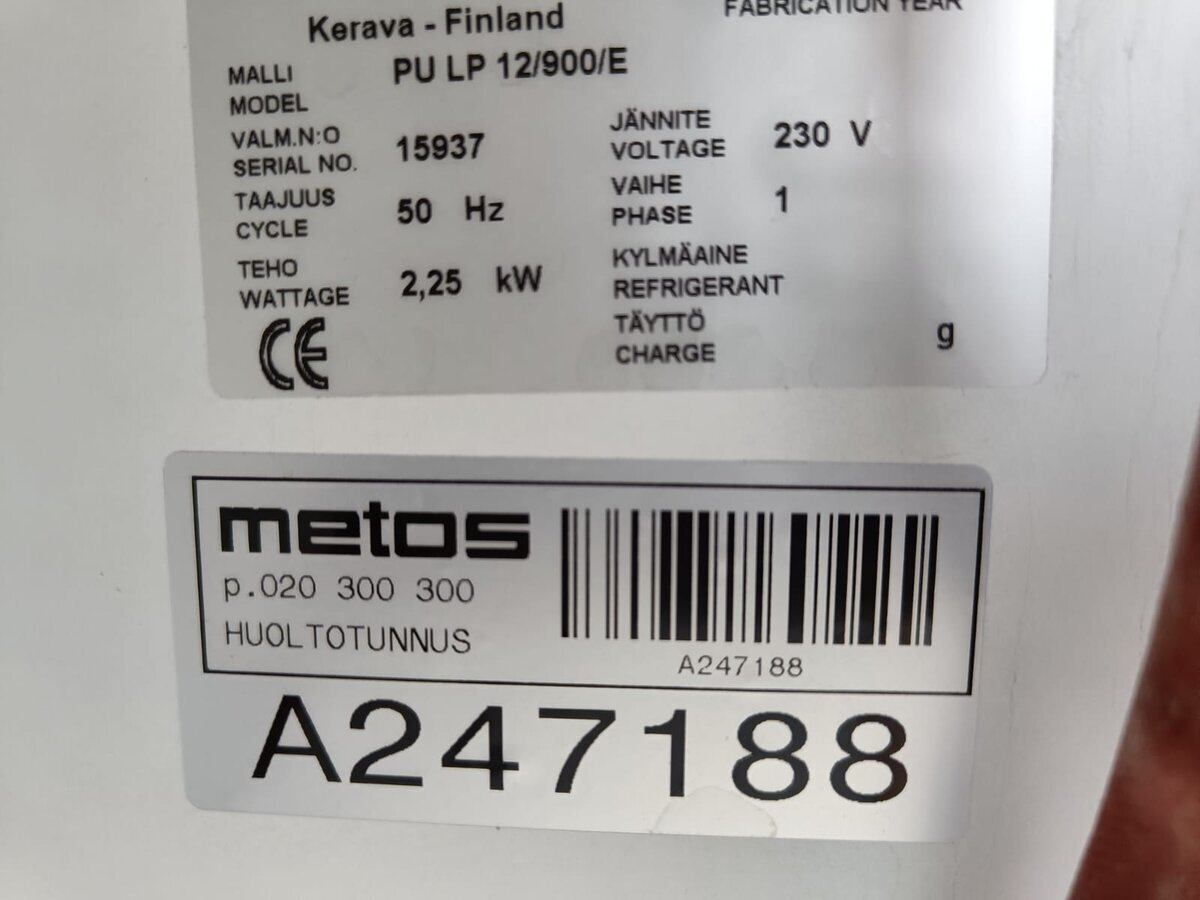 Kerava - Finland
FABRICATION YEAR
MALLI
MODEL
PU LP 12/900/E
VALM.N:O
SERIAL NO.
15937
JÄNNITE
VOLTAGE
230 V
TAAJUUS
CYCLE
50 Hz
VAIHE
PHASE
1
TEHO
WATTAGE
2,25 kW
KYLMÄAINE
REFRIGERANT
TÄYTTÖ
CHARGE
g
CE
metos
p.020 300 300
HUOLTOTUNNUS
A247188
A247188